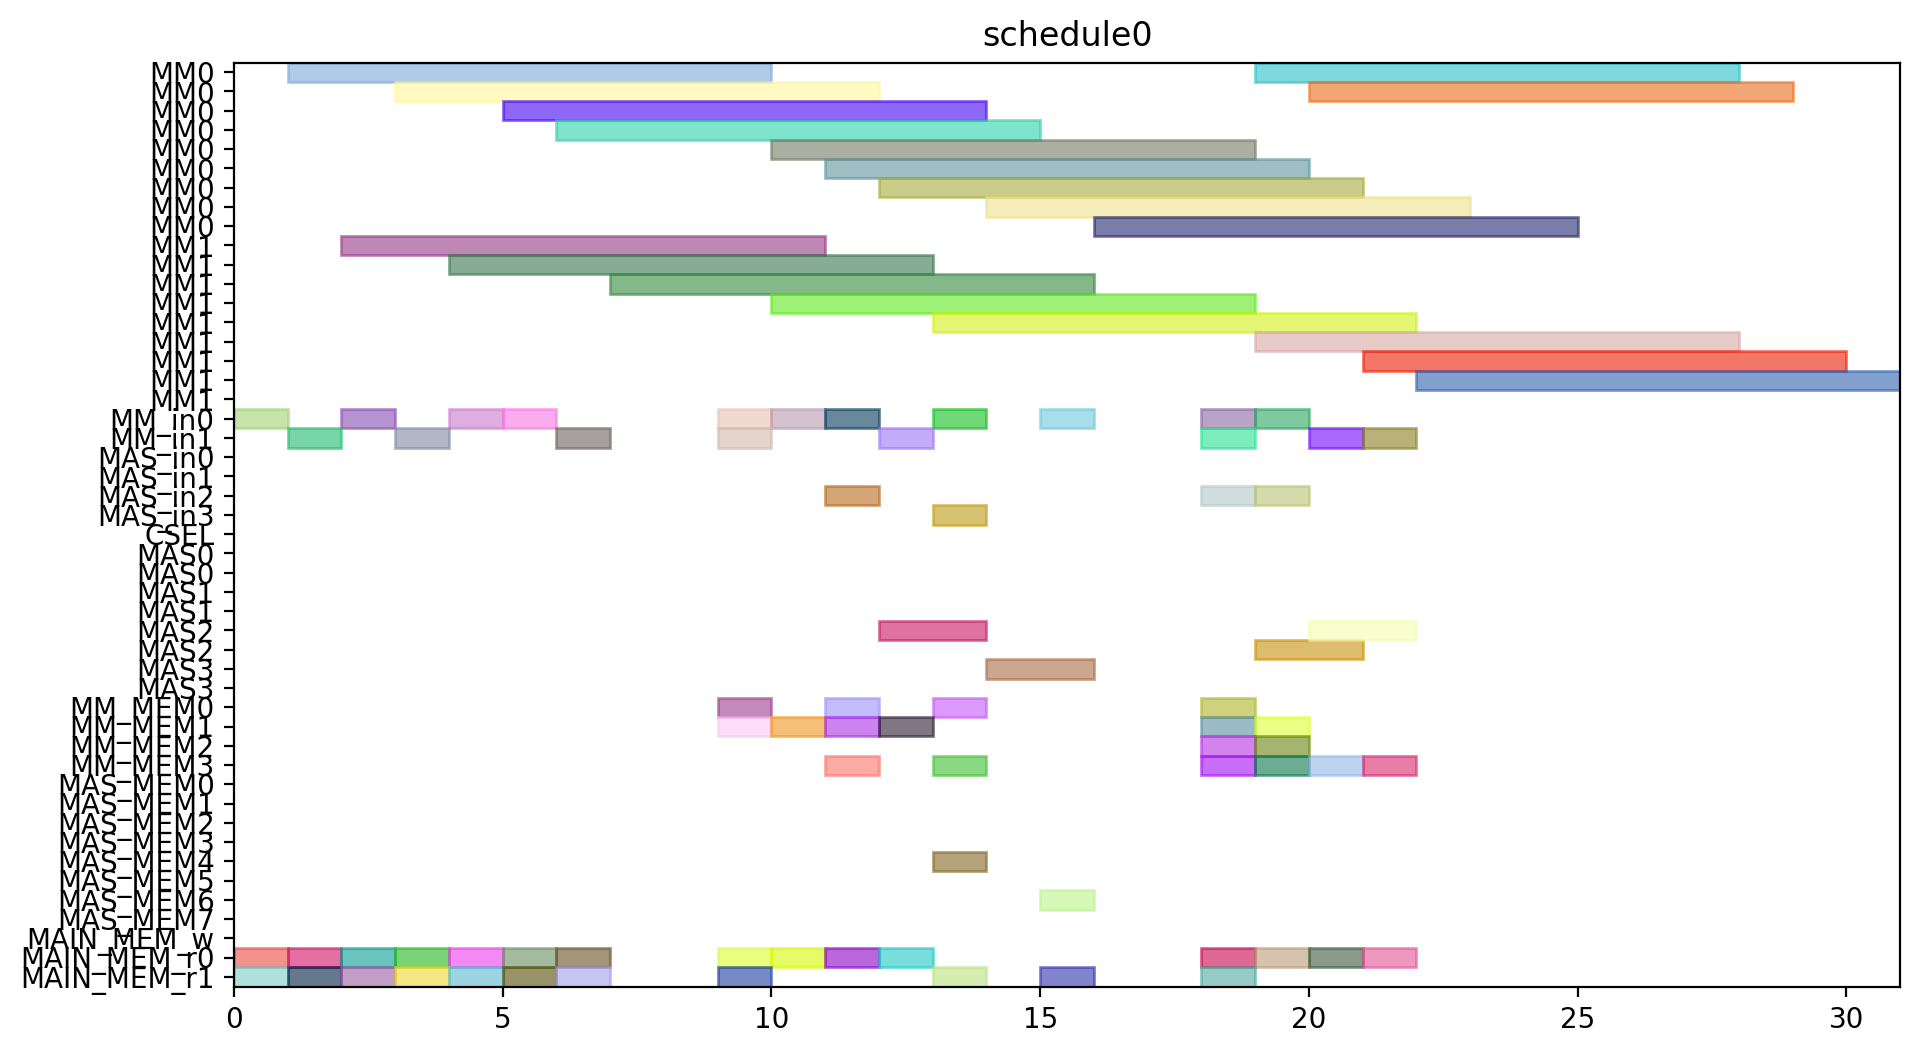 schedule0
MM0
MM0
MM0
MM0
MM0
MM0
MM0
MM0
MM0
MM1
MM1
MM1
MM1
MM1
MM1
MM1
MM1
MM1
MM_in0
MM_in1
MAS_in0
MAS_in1
MAS_in2
MAS_in3
CSEL
MAS0
MAS0
MAS1
MAS1
MAS2
MAS2
MAS3
MAS3
MM_MEM0
MM_MEM1
MM_MEM2
MM_MEM3
MAS_MEM0
MAS_MEM1
MAS_MEM2
MAS_MEM3
MAS_MEM4
MAS_MEM5
MAS_MEM6
MAS_MEM7
MAIN_MEM_w
MAIN_MEM_r0
MAIN_MEM_r1
0 5 10 15 20 25 30